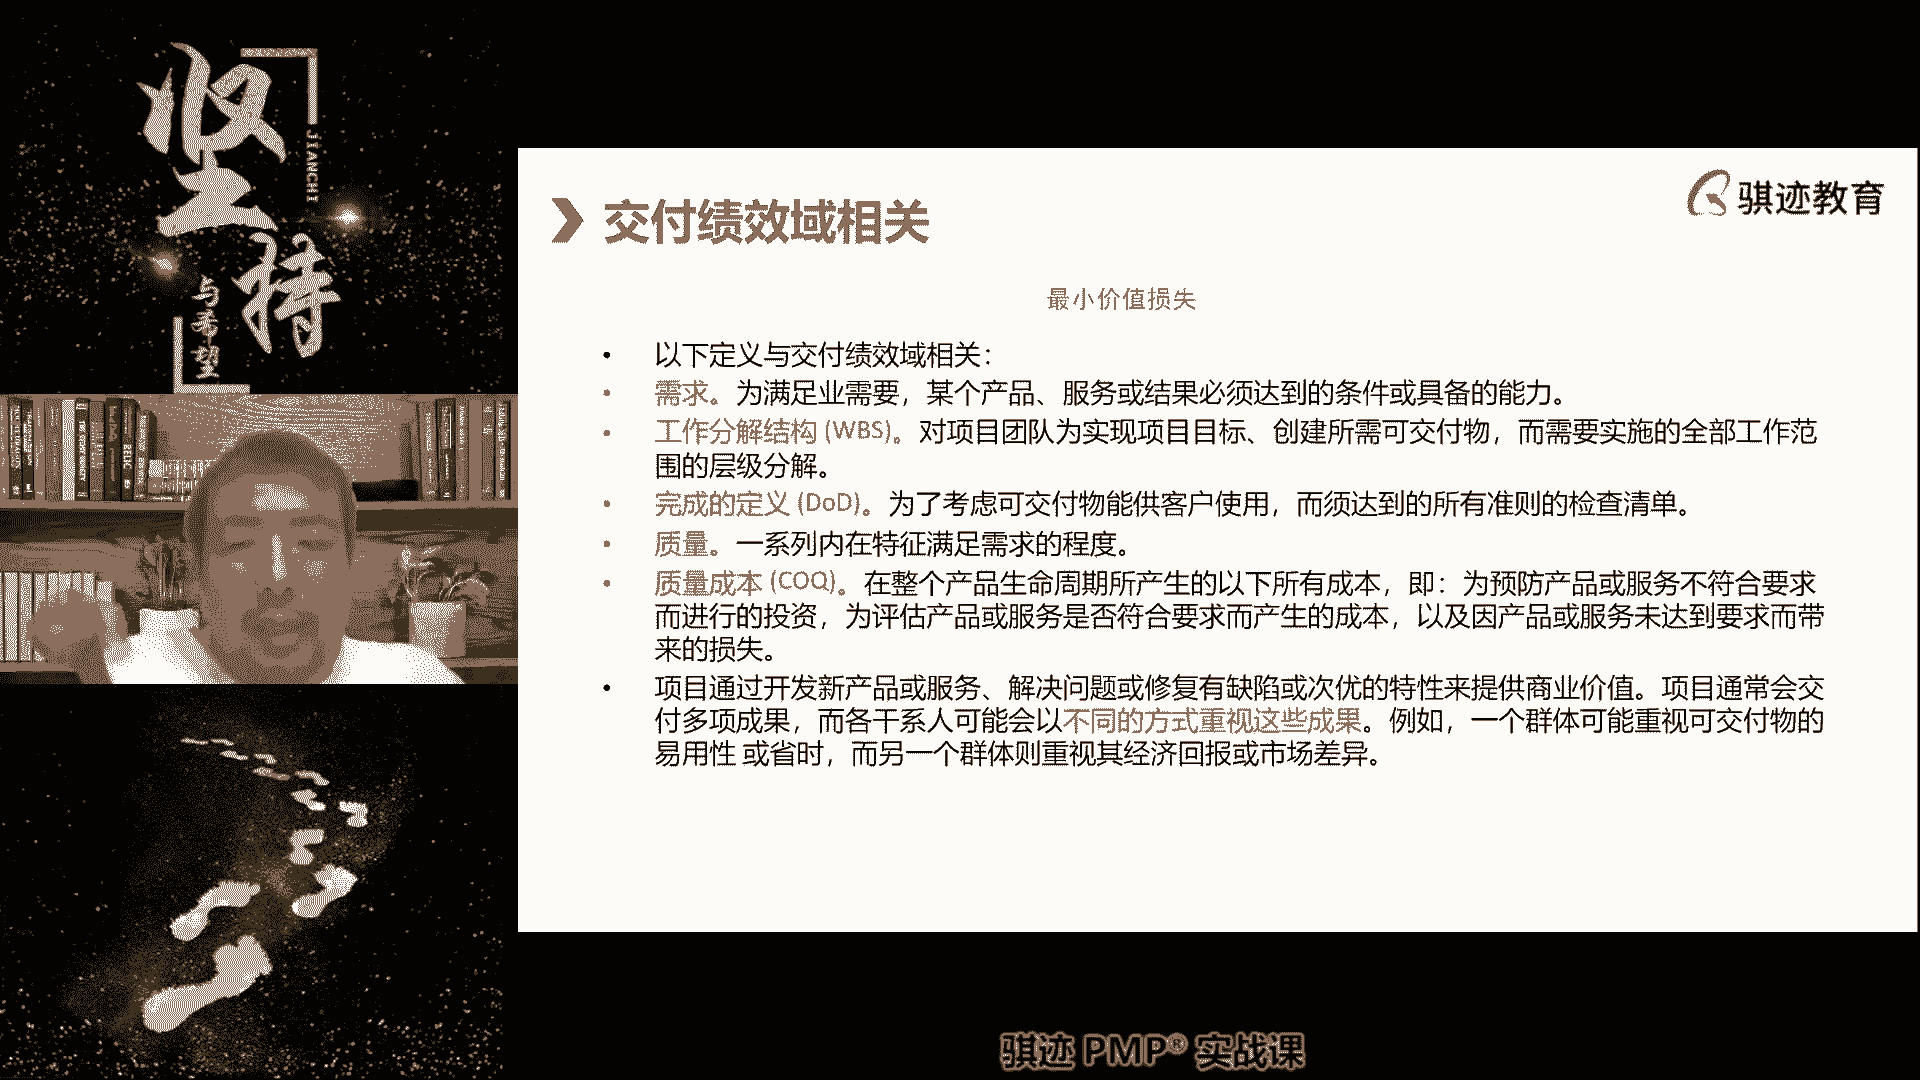 坚持
JIANCHI
与希望
骐迹教育
交付绩效域相关
最小价值损失
• 以下定义与交付绩效域相关：
• 需求。为满足业需要，某个产品、服务或结果必须达到的条件或具备的能力。
• 工作分解结构 (WBS)。对项目团队为实现项目目标、创建所需可交付物，而需要实施的全部工作范
围的层级分解。
• 完成的定义 (DoD)。为了考虑可交付物能供客户使用，而须达到的所有准则的检查清单。
• 质量。一系列内在特征满足需求的程度。
• 质量成本 (COQ)。在整个产品生命周期所产生的以下所有成本，即：为预防产品或服务不符合要求
而进行的投资，为评估产品或服务是否符合要求而产生的成本，以及因产品或服务未达到要求而带
来的损失。
• 项目通过开发新产品或服务、解决问题或修复有缺陷或次优的特性来提供商业价值。项目通常会交
付多项成果，而各干系人可能会以不同的方式重视这些成果。例如，一个群体可能重视可交付物的
易用性 或省时，而另一个群体则重视其经济回报或市场差异。
骐迹 PMP® 实战课